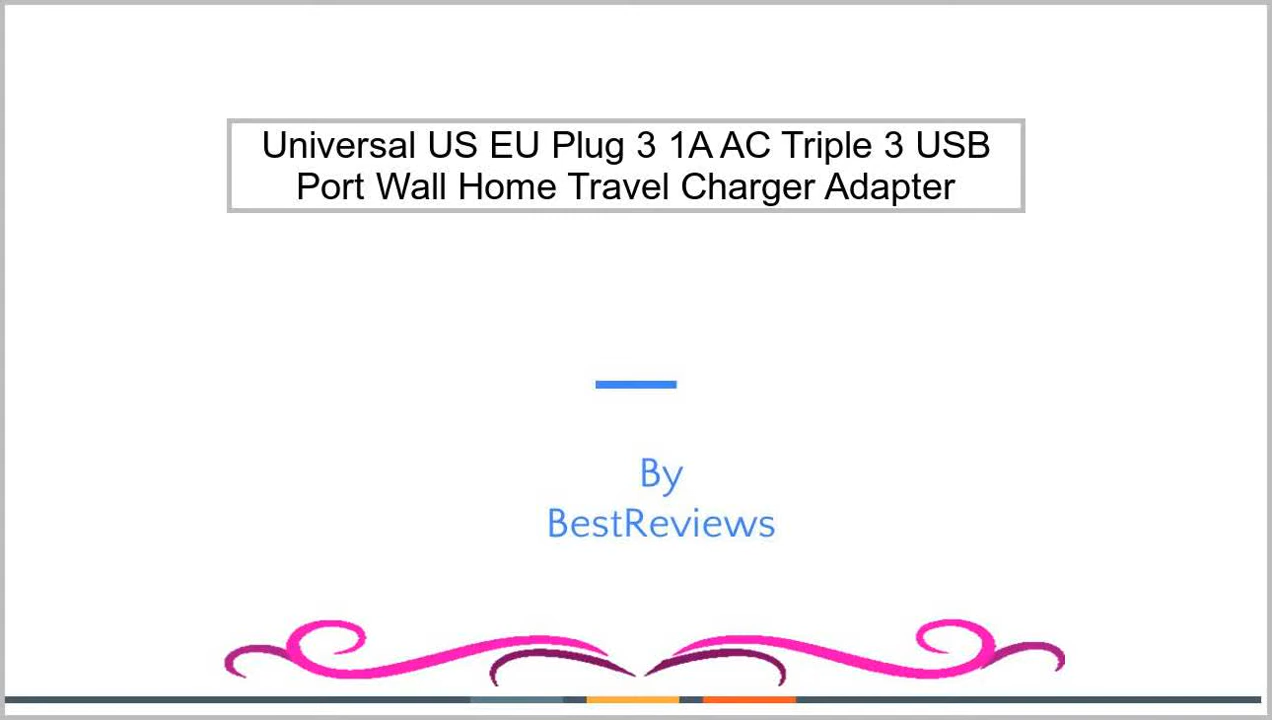 Universal US EU Plug 3 1A AC Triple 3 USB
Port Wall Home Travel Charger Adapter
By
BestReviews